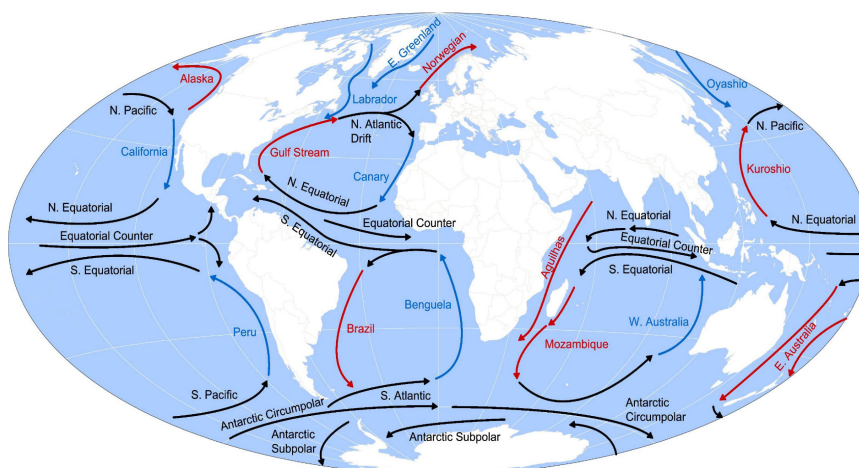 E. Greenland
Norwegian
Alaska
Oyashio
Labrador
N. Pacific
N. Atlantic
Drift
N. Pacific
California
Gulf Stream
Canary
Kuroshio
N. Equatorial
N. Equatorial
Equatorial Counter
N. Equatorial
N. Equatorial
Equatorial Counter
S. Equatorial
Equatorial Counter
S. Equatorial
Aguilhas
S. Equatorial
Peru
Brazil
Benguela
Mozambique
W. Australia
E. Australia
S. Pacific
Antarctic Circumpolar
S. Atlantic
Antarctic
Circumpolar
Antarctic
Subpolar
Antarctic Subpolar